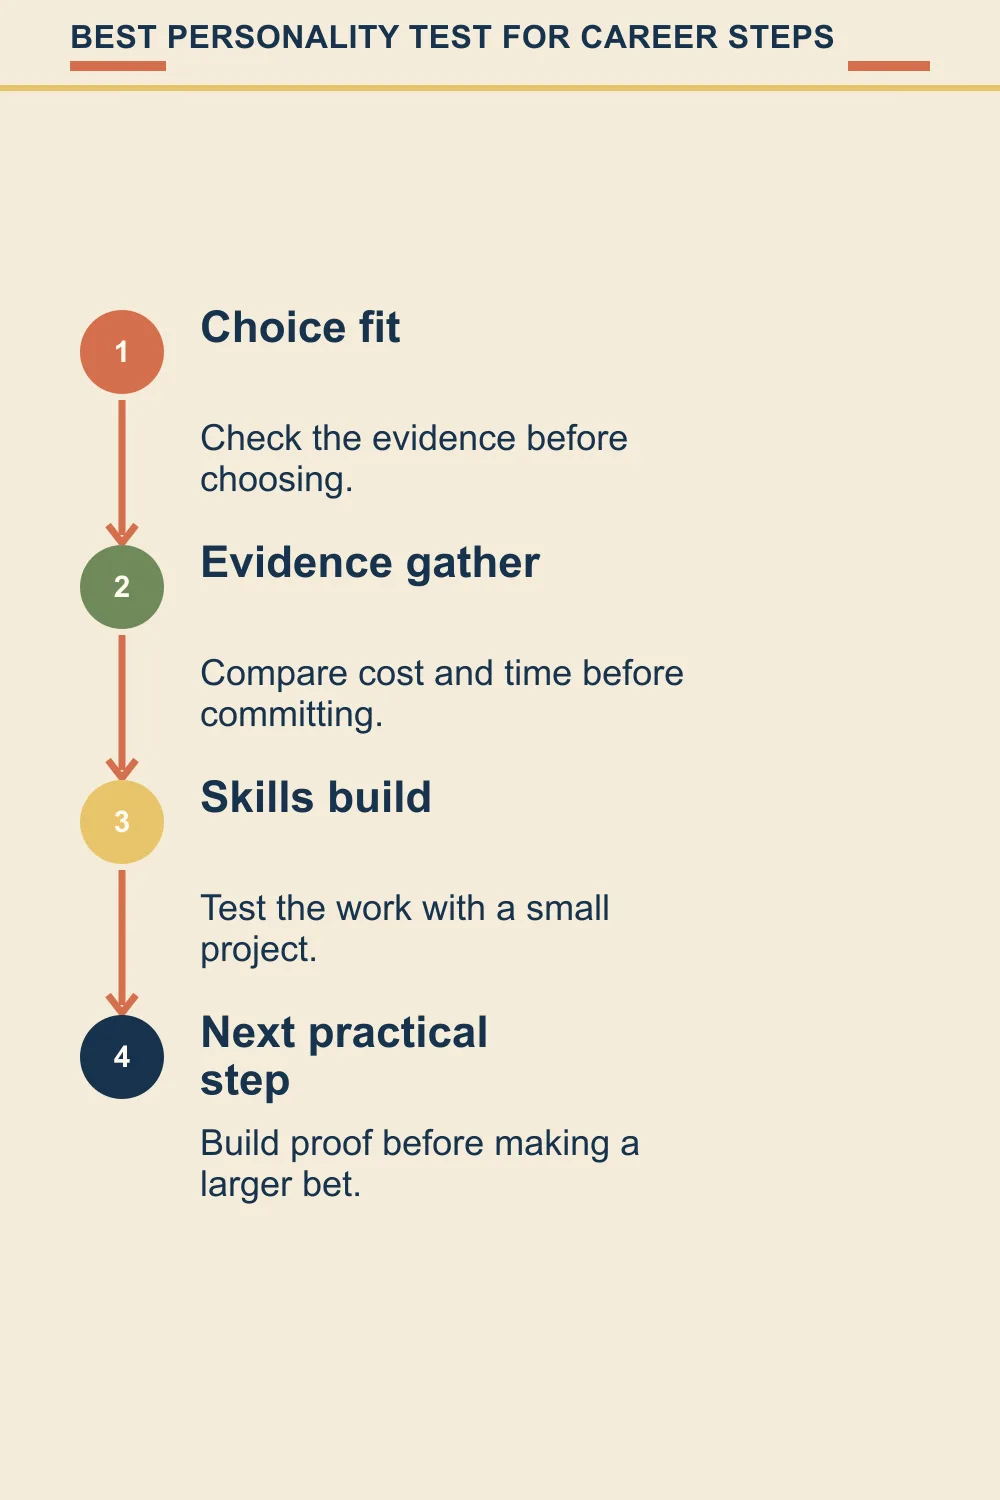 BEST PERSONALITY TEST FOR CAREER STEPS
1
Choice fit
Check the evidence before
choosing.
2
Evidence gather
Compare cost and time before
committing.
3
Skills build
Test the work with a small
project.
4
Next practical
step
Build proof before making a
larger bet.